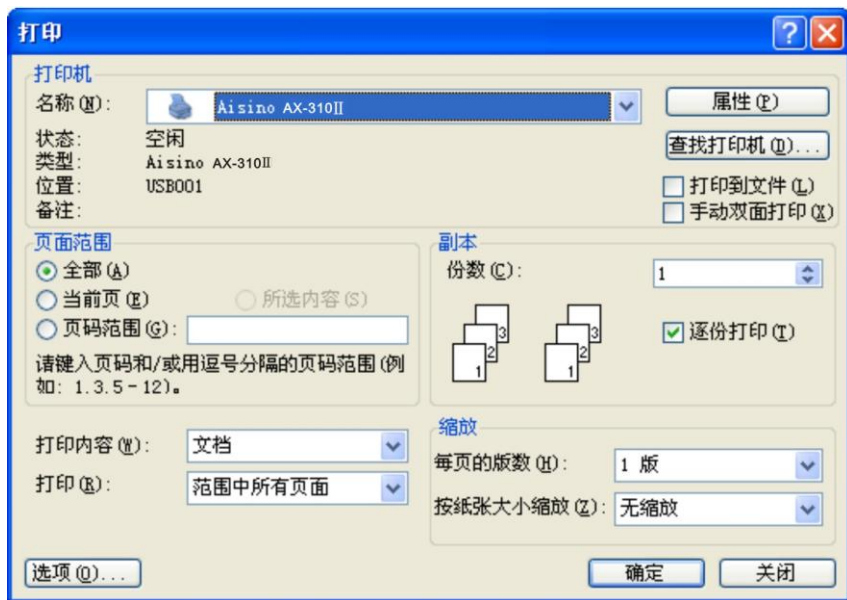 打印
打印机
名称(N): Aisino AX-310Ⅱ 属性(P)
状态: 空闲 查找打印机(D)...
类型: Aisino AX-310Ⅱ
位置: USB001 打印到文件(L)
备注: 手动双面打印(X)
页面范围
全部(A)
当前页(E) 所选内容(S)
页码范围(G):
请键入页码和/或用逗号分隔的页码范围(例
如: 1.3.5-12)。
副本
份数(C): 1
1 2 3 1 2 3
逐份打印(T)
打印内容(W): 文档
打印(R): 范围中所有页面
缩放
每页的版数(H): 1 版
按纸张大小缩放(Z): 无缩放
选项(O)... 确定 关闭